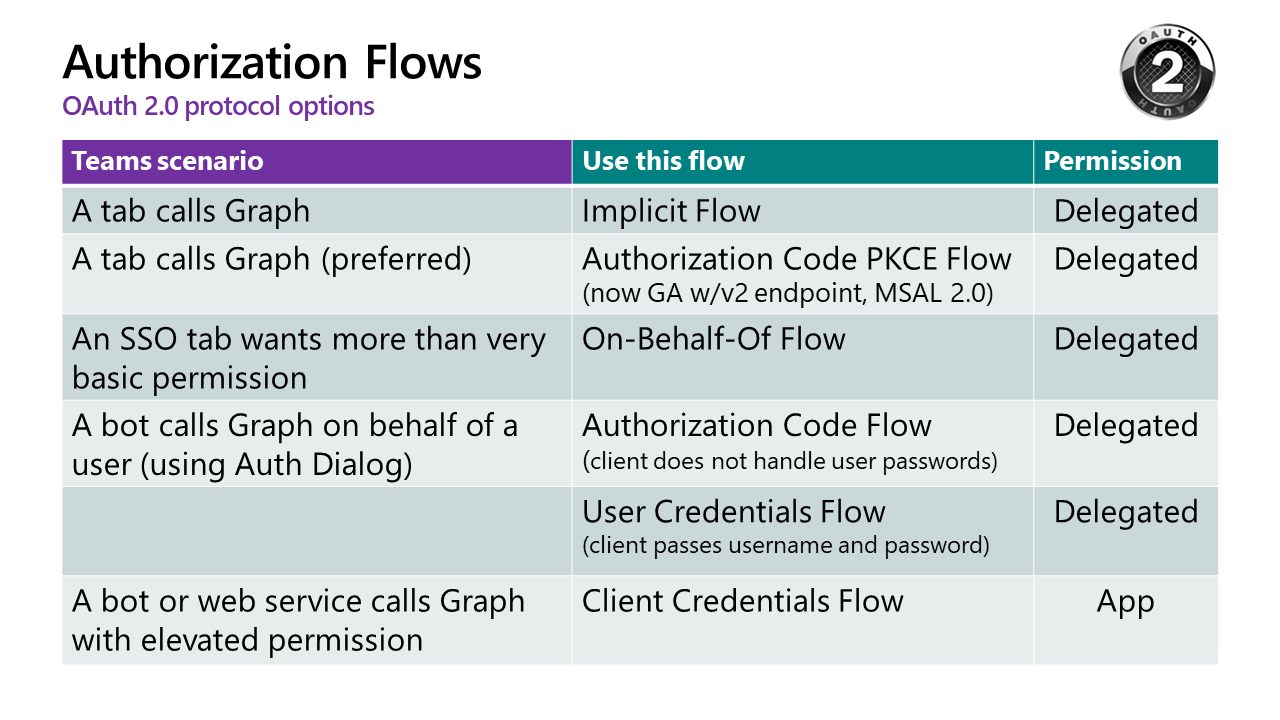 Authorization Flows
OAuth 2.0 protocol options
OAUTH
2
OAUTH
Teams scenario
Use this flow
Permission
A tab calls Graph
Implicit Flow
Delegated
A tab calls Graph (preferred)
Authorization Code PKCE Flow
(now GA w/v2 endpoint, MSAL 2.0)
Delegated
An SSO tab wants more than very
basic permission
On-Behalf-Of Flow
Delegated
A bot calls Graph on behalf of a
user (using Auth Dialog)
Authorization Code Flow
(client does not handle user passwords)
Delegated
User Credentials Flow
(client passes username and password)
Delegated
A bot or web service calls Graph
with elevated permission
Client Credentials Flow
App